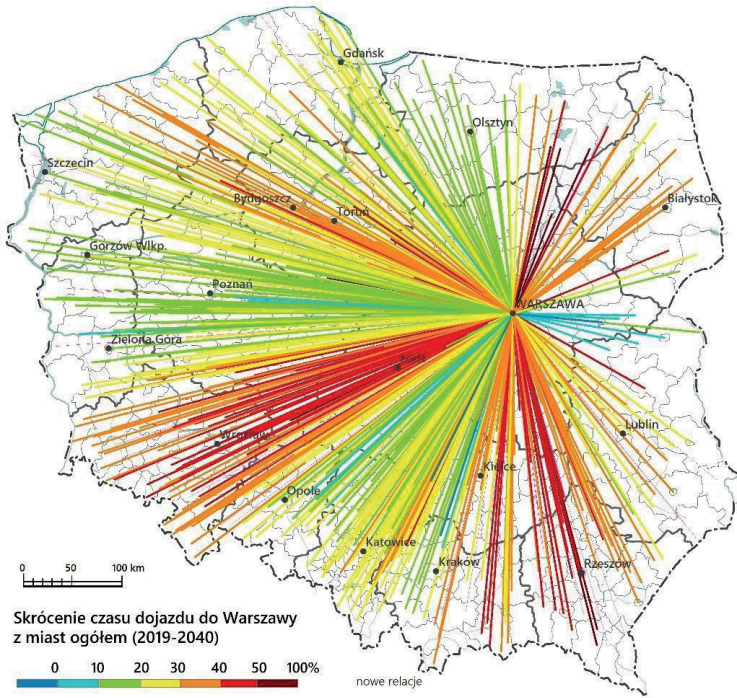 Gdańsk
Olsztyn
Szczecin
Białystok
Bydgoszcz
Toruń
Gorzów Wlkp.
Poznań
WARSZAWA
Zielona Góra
Łódź
Wrocław
Lublin
Kielce
Opole
Katowice
Kraków
Rzeszów
0 50 100 km
Skrócenie czasu dojazdu do Warszawy
z miast ogółem (2019-2040)
0 10 20 30 40 50 100%
nowe relacje